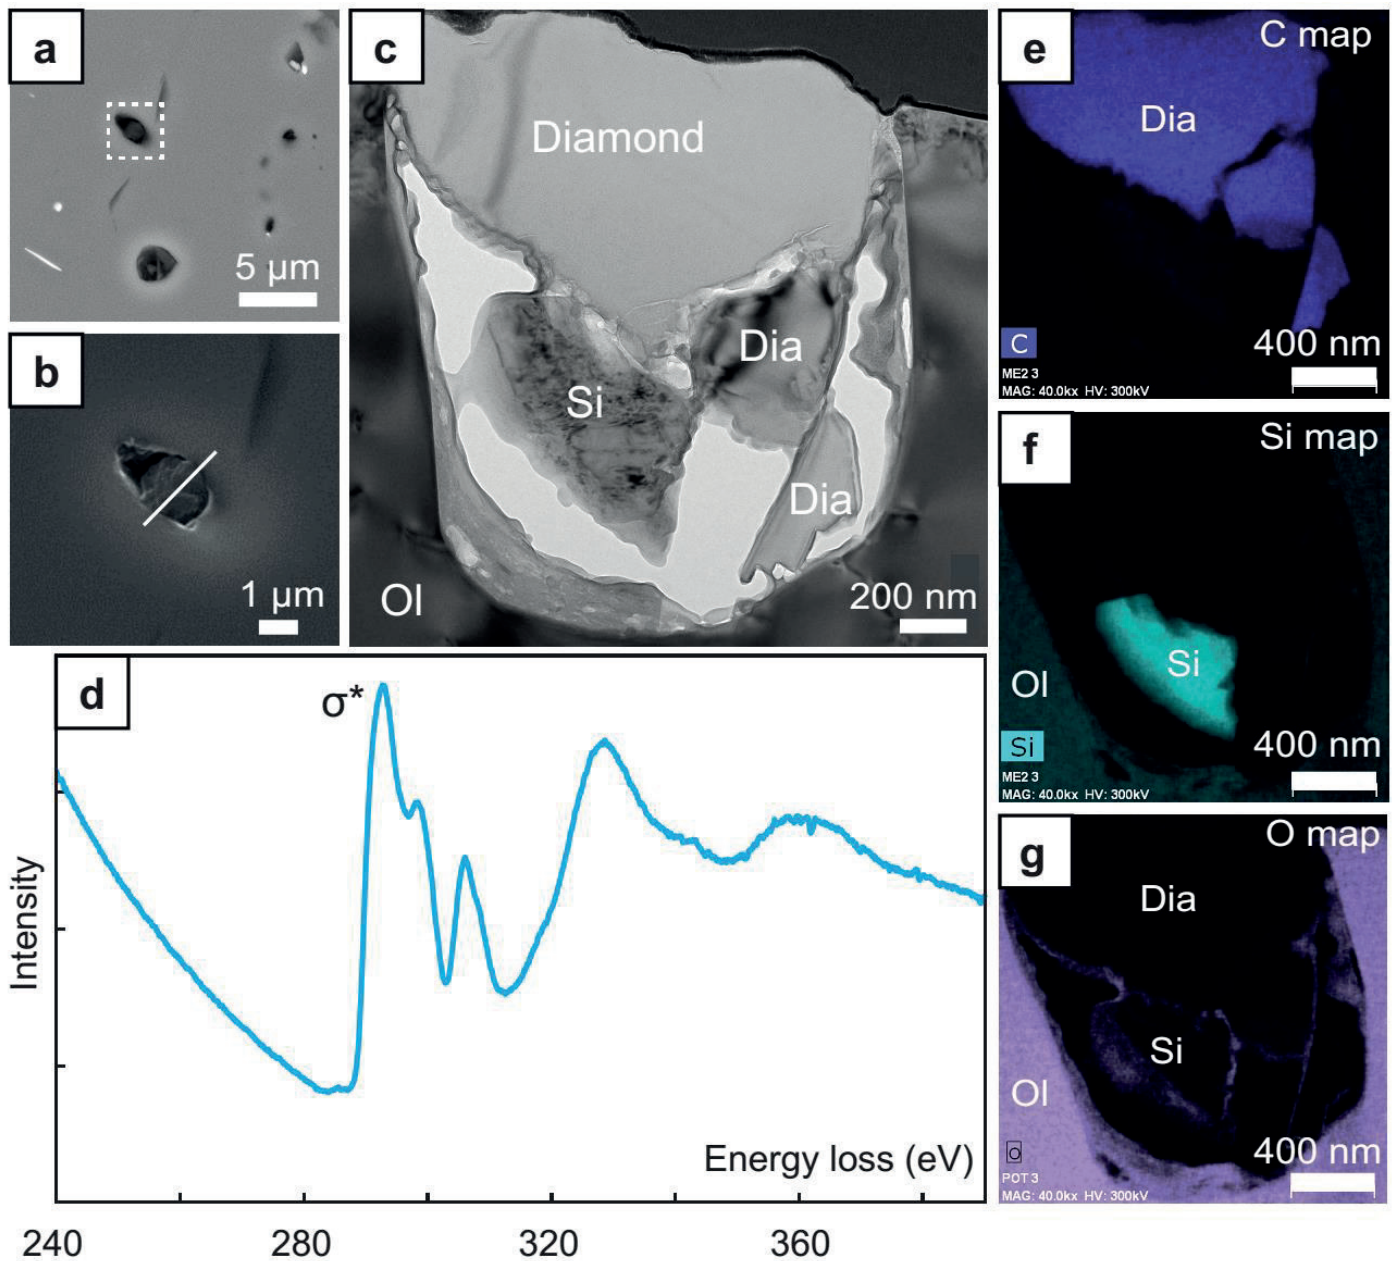 a
5 µm
b
1 µm
c
Diamond
Dia
Si
Dia
Ol
200 nm
d
σ*
Intensity
Energy loss (eV)
240 280 320 360
e
C map
Dia
C
400 nm
ME2 3
MAG: 40.0kx HV: 300kV
f
Si map
Si
Ol
Si
400 nm
ME2 3
MAG: 40.0kx HV: 300kV
g
O map
Dia
Si
Ol
O
400 nm
POT 3
MAG: 40.0kx HV: 300kV